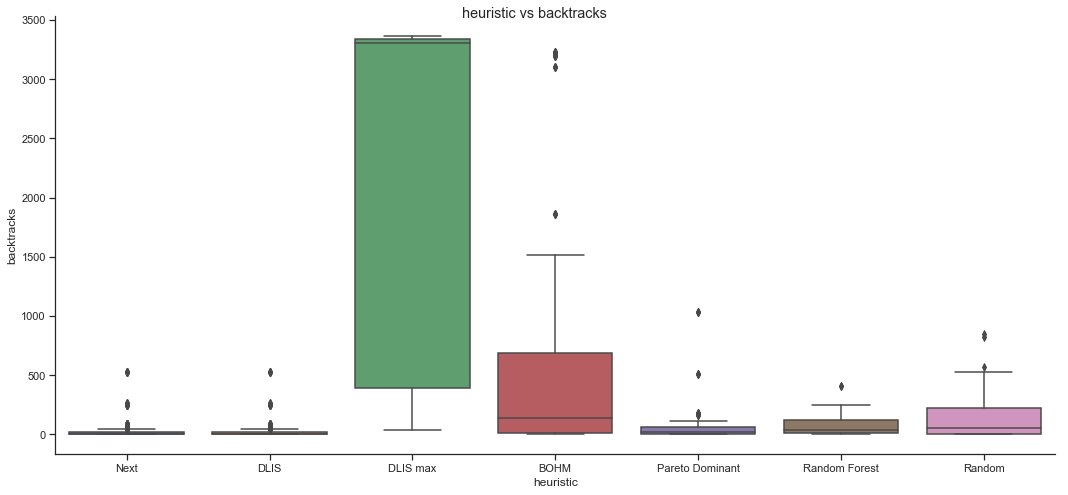 heuristic vs backtracks
3500
3000
2500
2000
1500
1000
500
0
backtracks
Next
DLIS
DLIS max
BOHM
Pareto Dominant
Random Forest
Random
heuristic